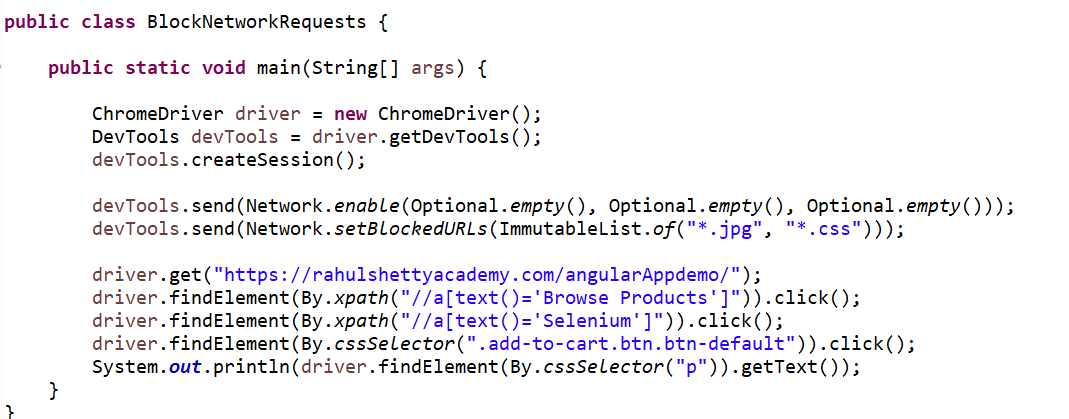 public class BlockNetworkRequests {
public static void main(String[] args) {
ChromeDriver driver = new ChromeDriver();
DevTools devTools = driver.getDevTools();
devTools.createSession();
devTools.send(Network.enable(Optional.empty(), Optional.empty(), Optional.empty()));
devTools.send(Network.setBlockedURLs(ImmutableList.of("*.jpg", "*.css")));
driver.get("https://rahulshettyacademy.com/angularAppdemo/");
driver.findElement(By.xpath("//a[text()='Browse Products']")).click();
driver.findElement(By.xpath("//a[text()='Selenium']")).click();
driver.findElement(By.cssSelector(".add-to-cart.btn.btn-default")).click();
System.out.println(driver.findElement(By.cssSelector("p")).getText());
}
}